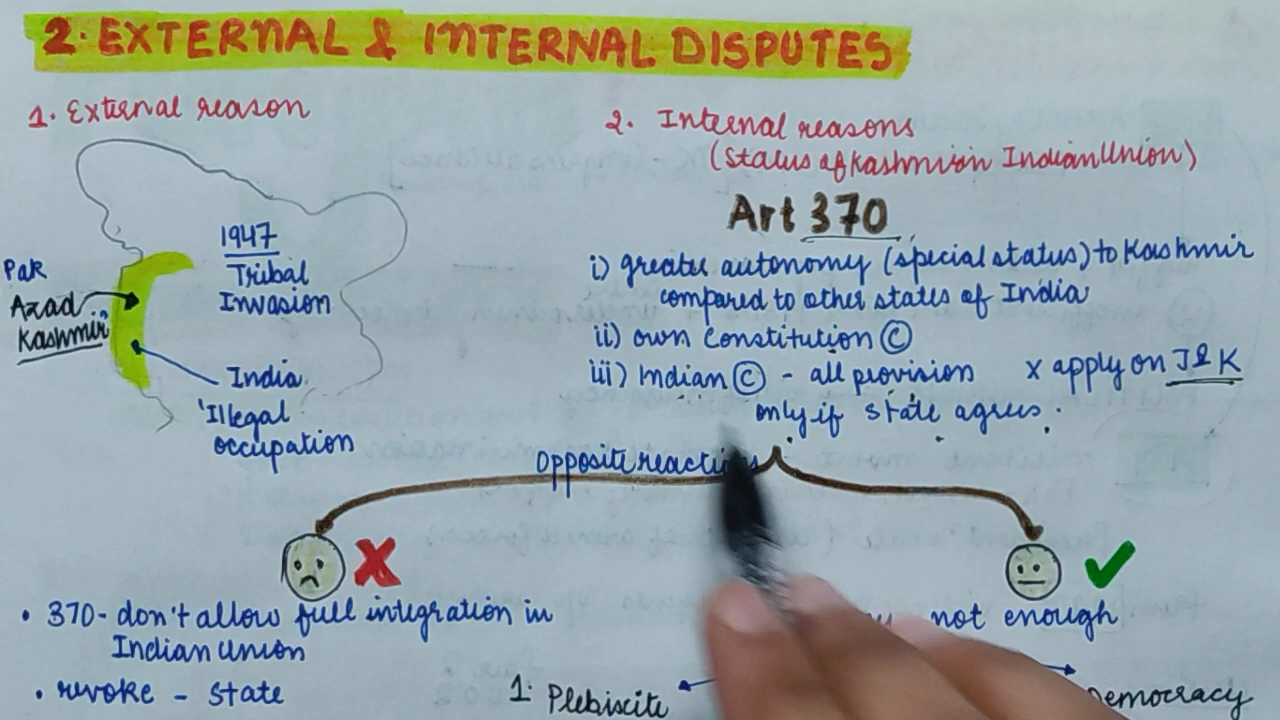 2. EXTERNAL & INTERNAL DISPUTES
1. External reason
1947
Tribal
Invasion
Pak
Azad
Kashmir
India
'Illegal
occupation
2. Internal reasons
(Status of Kashmir in Indian Union)
Art 370
i) greater autonomy (special status) to Kashmir
compared to other states of India
ii) own Constitution ©
iii) Indian © - all provision x apply on J & K
only if state agrees.
Opposite reactions
• 370 - don't allow full integration in
Indian Union
• revoke - State
not enough
1. Plebiscite
Democracy